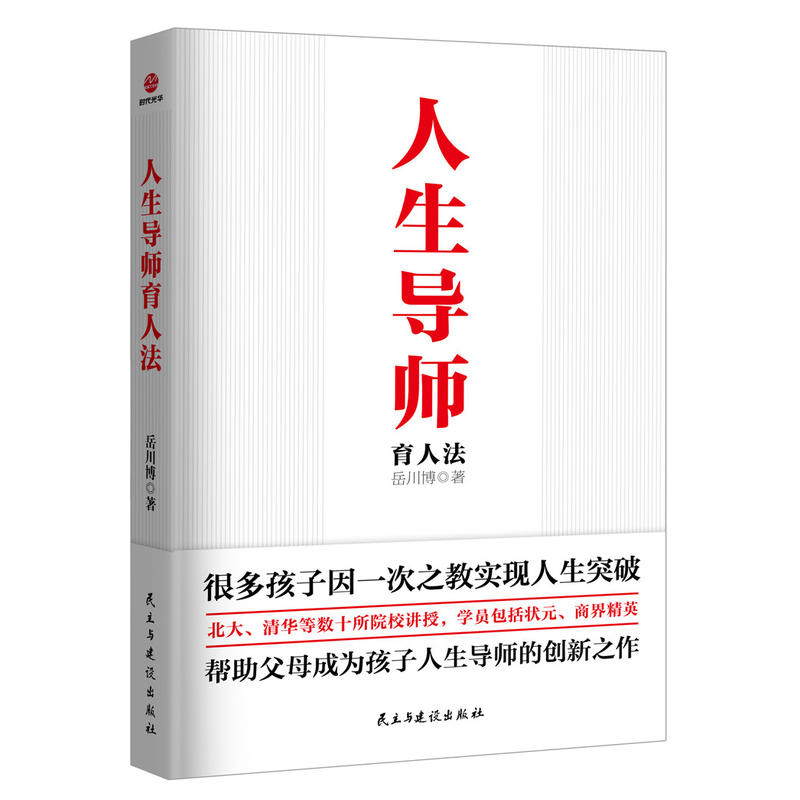 时代光华
人生导师育人法
岳川博◎著
民主与建设出版社
人生导师
育人法
岳川博◎著
很多孩子因一次之教实现人生突破
北大、清华等数十所院校讲授，学员包括状元、商界精英
帮助父母成为孩子人生导师的创新之作
民主与建设出版社